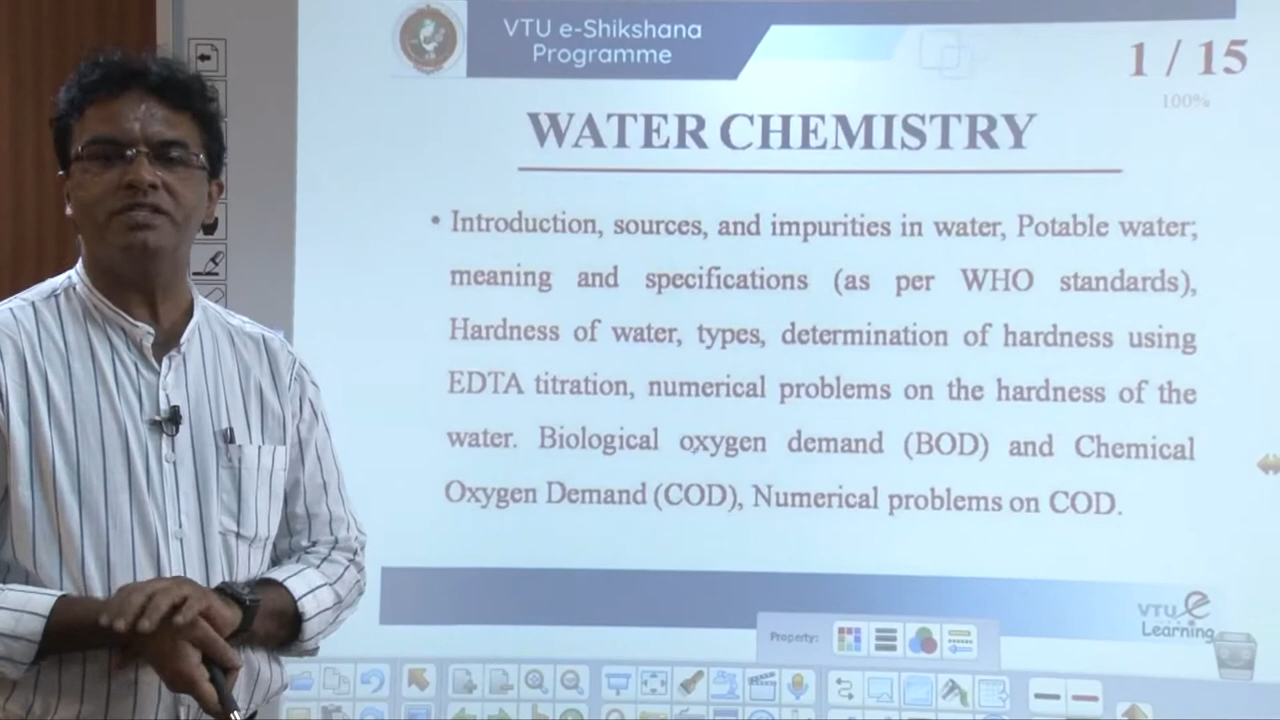 VTU e-Shikshana
Programme
1 / 15
100%
WATER CHEMISTRY
• Introduction, sources, and impurities in water, Potable water;
meaning and specifications (as per WHO standards),
Hardness of water, types, determination of hardness using
EDTA titration, numerical problems on the hardness of the
water. Biological oxygen demand (BOD) and Chemical
Oxygen Demand (COD), Numerical problems on COD.
VTU e
Learning
Property: